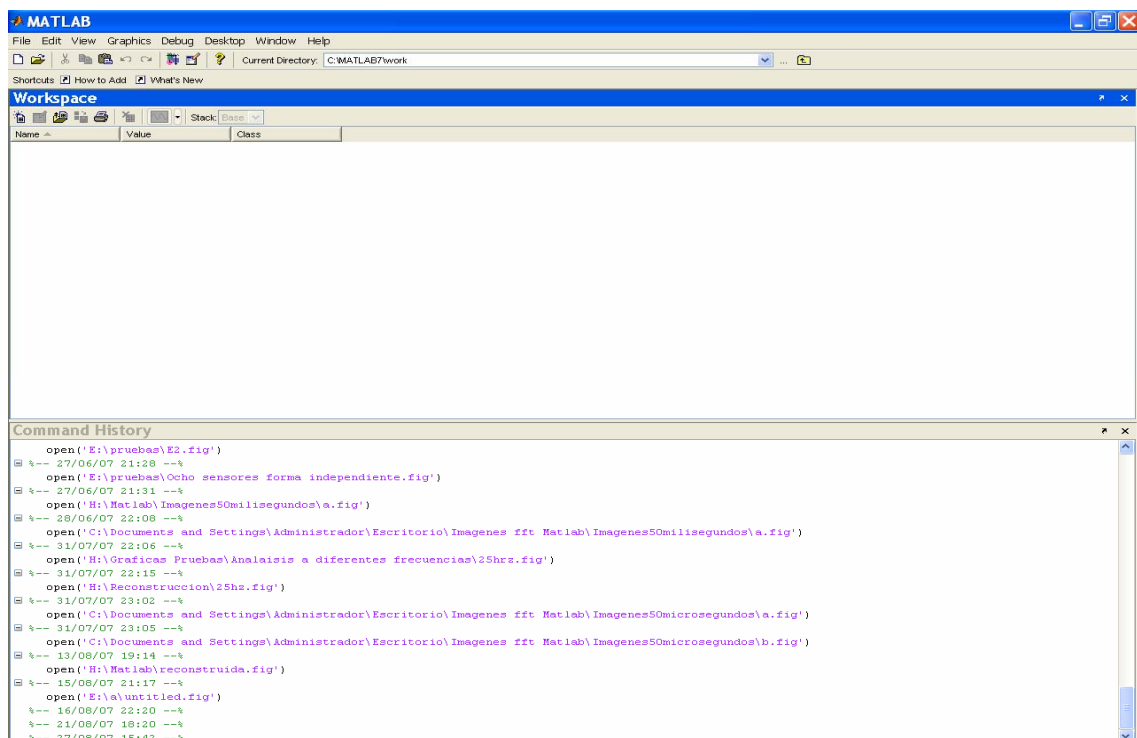 MATLAB
File Edit View Graphics Debug Desktop Window Help
Current Directory: C:\MATLAB7\work
Shortcuts How to Add What's New
Workspace
Stack: Base
Name Value Class
Command History
open('E:\pruebas\E2.fig')
%-- 27/06/07 21:28 --%
open('E:\pruebas\Ocho sensores forma independiente.fig')
%-- 27/06/07 21:31 --%
open('H:\Matlab\Imagenes50milisegundos\a.fig')
%-- 28/06/07 22:08 --%
open('C:\Documents and Settings\Administrador\Escritorio\Imagenes fft Matlab\Imagenes50milisegundos\a.fig')
%-- 31/07/07 22:06 --%
open('H:\Graficas Pruebas\Analaisis a diferentes frecuencias\25hrz.fig')
%-- 31/07/07 22:15 --%
open('H:\Reconstruccion\25hz.fig')
%-- 31/07/07 23:02 --%
open('C:\Documents and Settings\Administrador\Escritorio\Imagenes fft Matlab\Imagenes50microsegundos\a.fig')
%-- 31/07/07 23:05 --%
open('C:\Documents and Settings\Administrador\Escritorio\Imagenes fft Matlab\Imagenes50microsegundos\b.fig')
%-- 13/08/07 19:14 --%
open('H:\Matlab\reconstruida.fig')
%-- 15/08/07 21:17 --%
open('E:\a\untitled.fig')
%-- 16/08/07 22:20 --%
%-- 21/08/07 18:20 --%
%-- 27/08/07 15:42 --%